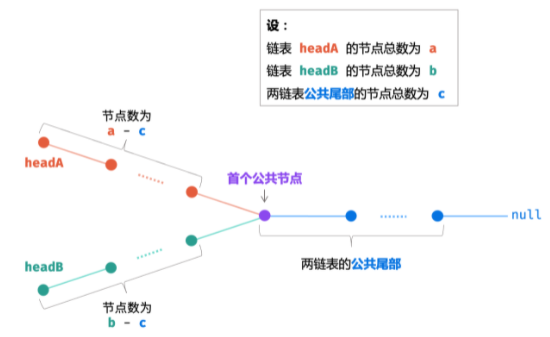 设：
链表 headA 的节点总数为 a
链表 headB 的节点总数为 b
两链表公共尾部的节点总数为 c
节点数为
a - c
headA
首个公共节点
null
headB
两链表的公共尾部
节点数为
b - c